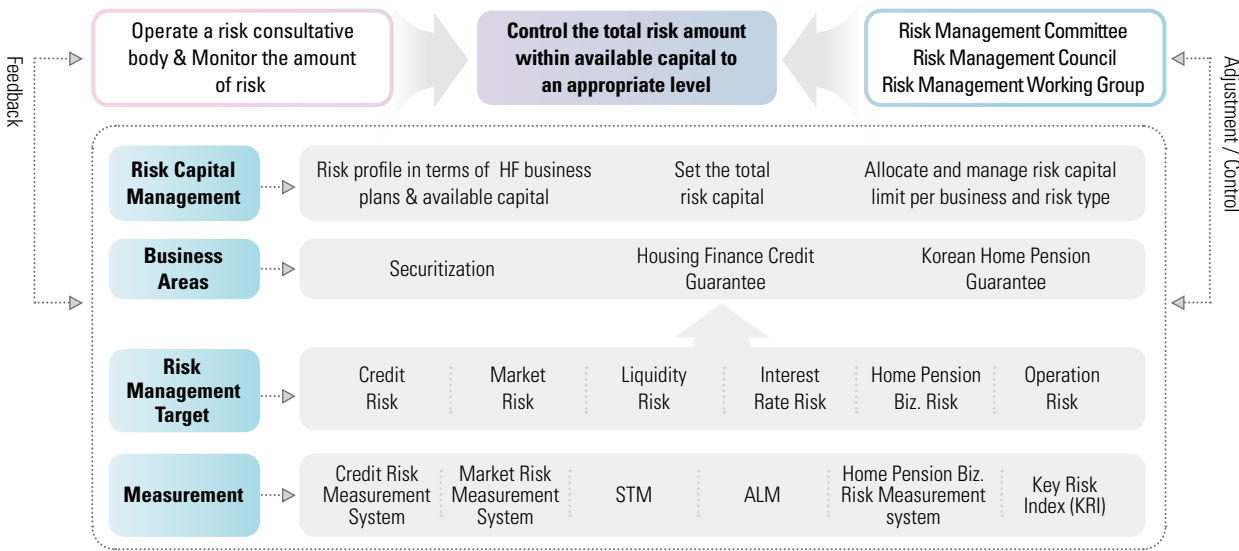 Operate a risk consultative
body & Monitor the amount
of risk
Control the total risk amount
within available capital to
an appropriate level
Risk Management Committee
Risk Management Council
Risk Management Working Group
Feedback
Adjustment / Control
Risk Capital
Management
Risk profile in terms of HF business
plans & available capital
Set the total
risk capital
Allocate and manage risk capital
limit per business and risk type
Business
Areas
Securitization
Housing Finance Credit
Guarantee
Korean Home Pension
Guarantee
Risk
Management
Target
Credit
Risk
Market
Risk
Liquidity
Risk
Interest
Rate Risk
Home Pension
Biz. Risk
Operation
Risk
Measurement
Credit Risk
Measurement
System
Market Risk
Measurement
System
STM
ALM
Home Pension Biz.
Risk Measurement
system
Key Risk
Index (KRI)